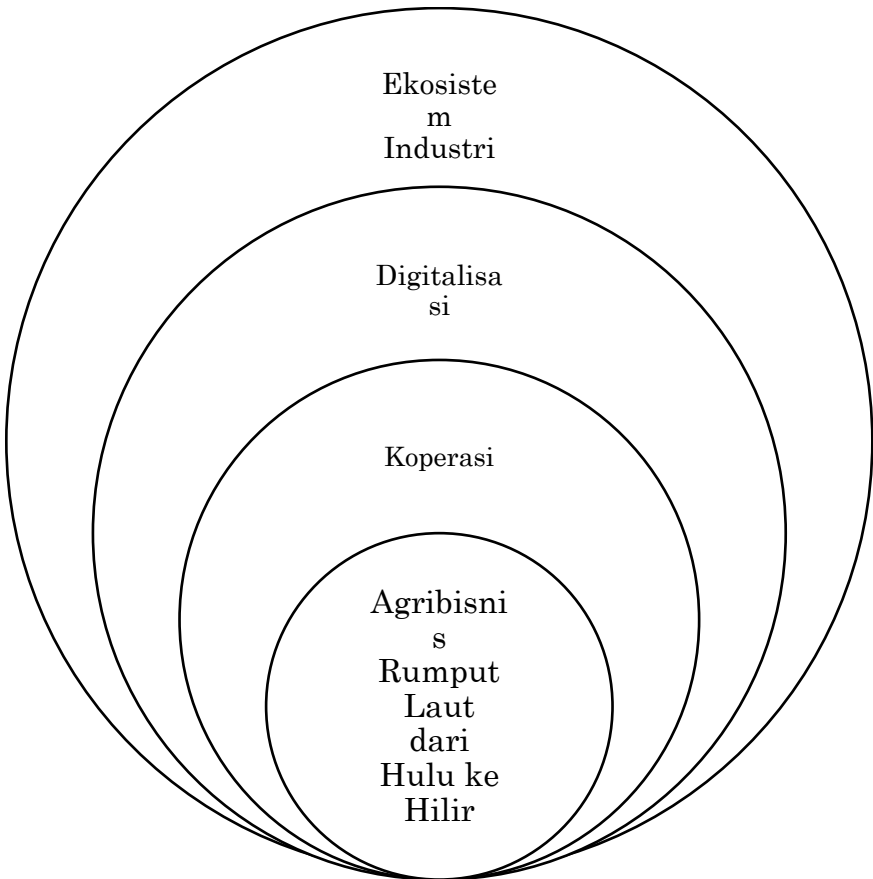 Ekosiste
m
Industri
Digitalisa
si
Koperasi
Agribisni
s
Rumput
Laut
dari
Hulu ke
Hilir